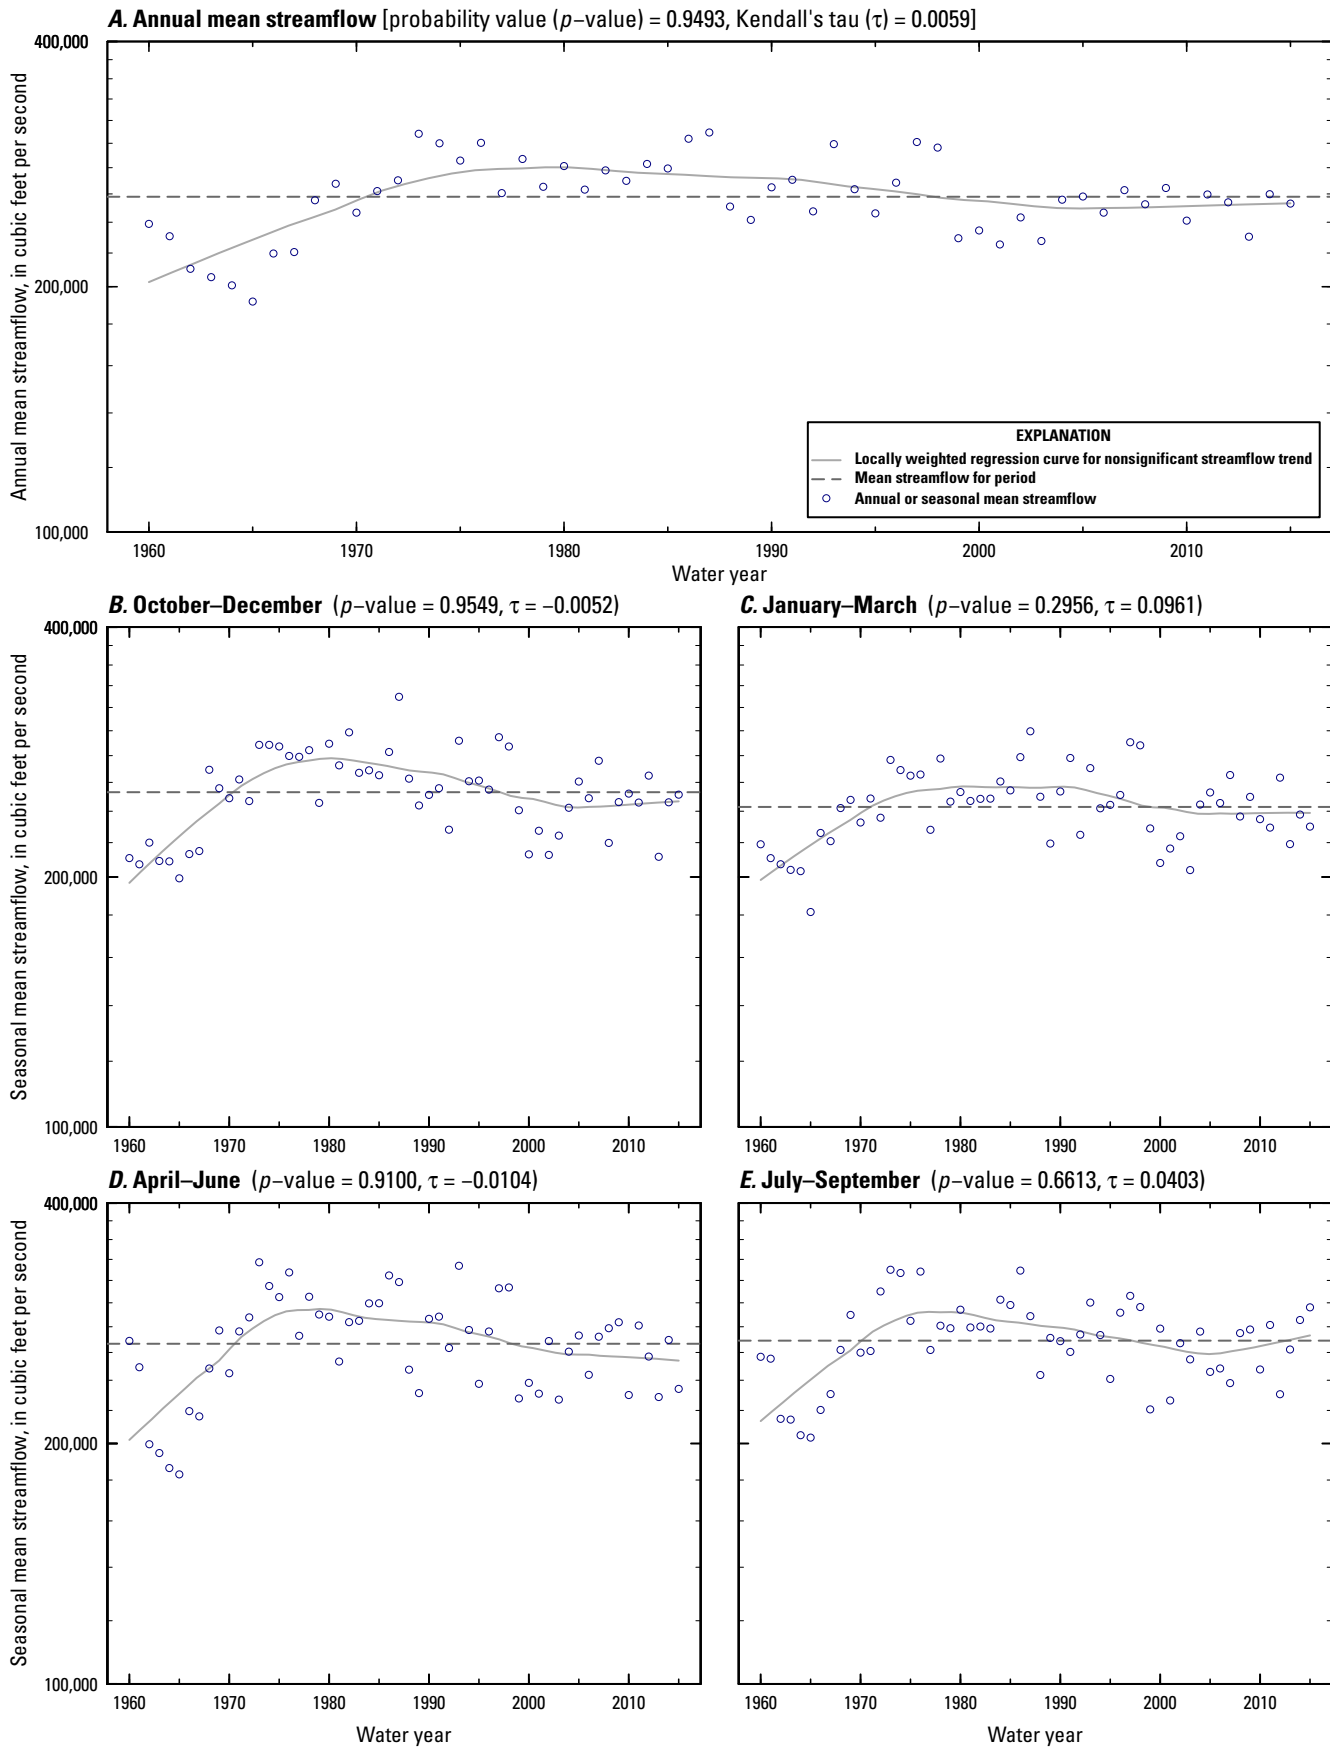 A. Annual mean streamflow [probability value (p−value) = 0.9493, Kendall's tau (τ) = 0.0059]
400,000
200,000
100,000
Annual mean streamflow, in cubic feet per second
EXPLANATION
Locally weighted regression curve for nonsignificant streamflow trend
Mean streamflow for period
Annual or seasonal mean streamflow
1960 1970 1980 1990 2000 2010
Water year
B. October–December (p−value = 0.9549, τ = −0.0052)
400,000
200,000
100,000
Seasonal mean streamflow, in cubic feet per second
1960 1970 1980 1990 2000 2010
C. January–March (p−value = 0.2956, τ = 0.0961)
1960 1970 1980 1990 2000 2010
D. April–June (p−value = 0.9100, τ = −0.0104)
400,000
200,000
100,000
Seasonal mean streamflow, in cubic feet per second
1960 1970 1980 1990 2000 2010
Water year
E. July–September (p−value = 0.6613, τ = 0.0403)
1960 1970 1980 1990 2000 2010
Water year